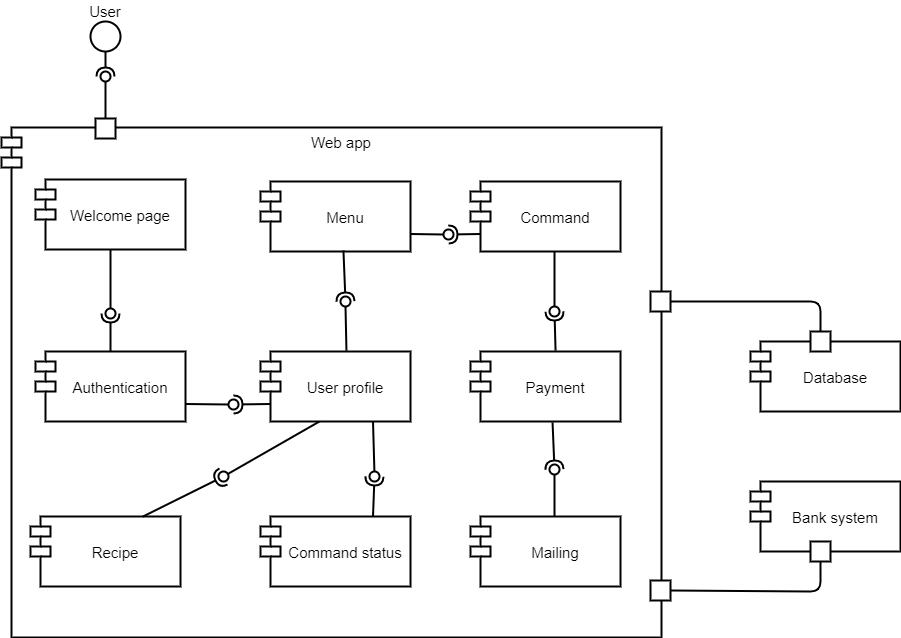 User
Web app
Welcome page
Menu
Command
Authentication
User profile
Payment
Database
Recipe
Command status
Mailing
Bank system